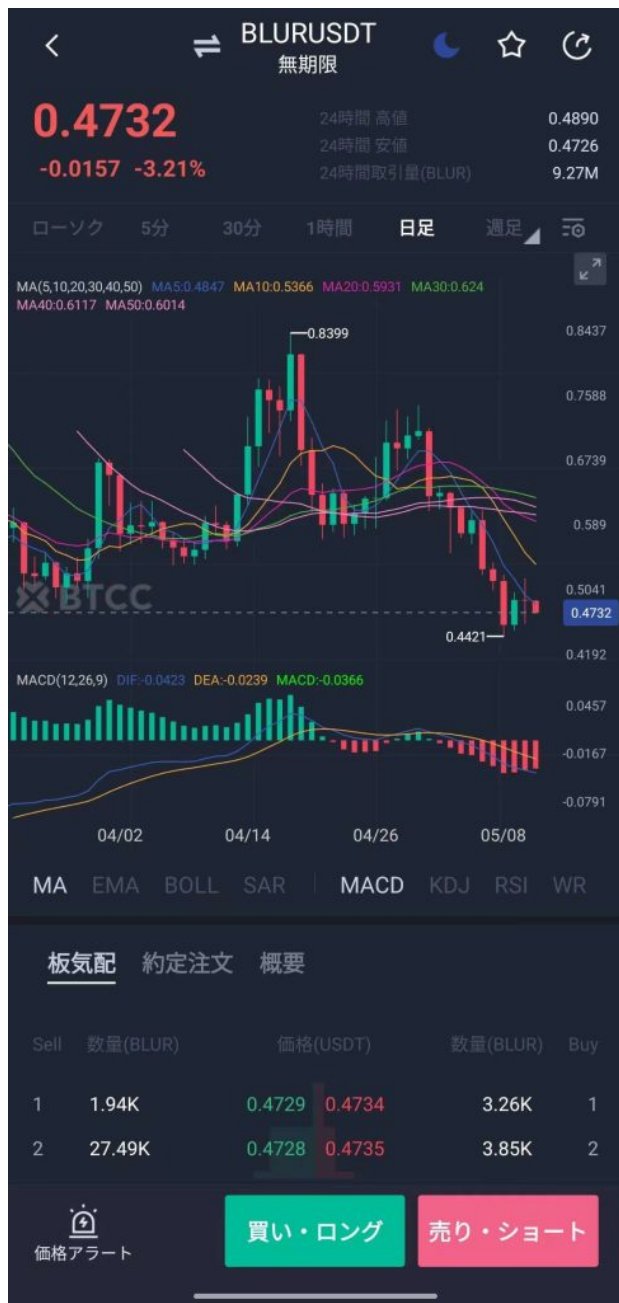 BLURUSDT
無期限
0.4732
-0.0157 -3.21%
24時間 高値 0.4890
24時間 安値 0.4726
24時間取引量(BLUR) 9.27M
ローソク 5分 30分 1時間 日足 週足
MA(5,10,20,30,40,50) MA5:0.4847 MA10:0.5366 MA20:0.5931 MA30:0.624
MA40:0.6117 MA50:0.6014
0.8399
0.8437
0.7588
0.6739
0.589
0.5041
BTCC
0.4732
0.4421
0.4192
MACD(12,26,9) DIF:-0.0423 DEA:-0.0239 MACD:-0.0366
0.0457
-0.0167
-0.0791
04/02 04/14 04/26 05/08
MA EMA BOLL SAR MACD KDJ RSI WR
板気配 約定注文 概要
Sell 数量(BLUR) 価格(USDT) 数量(BLUR) Buy
1 1.94K 0.4729 0.4734 3.26K 1
2 27.49K 0.4728 0.4735 3.85K 2
価格アラート
買い・ロング
売り・ショート